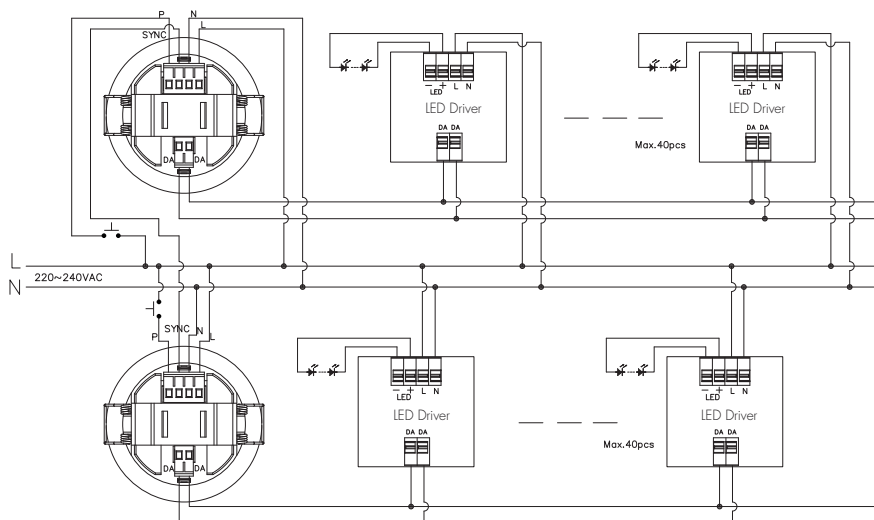 P N
SYNC L
DA DA
− + L N
LED
LED Driver
DA DA
Max.40pcs
− + L N
LED
LED Driver
DA DA
L
N 220~240VAC
P SYNC N L
DA DA
− + L N
LED
LED Driver
DA DA
Max.40pcs
− + L N
LED
LED Driver
DA DA